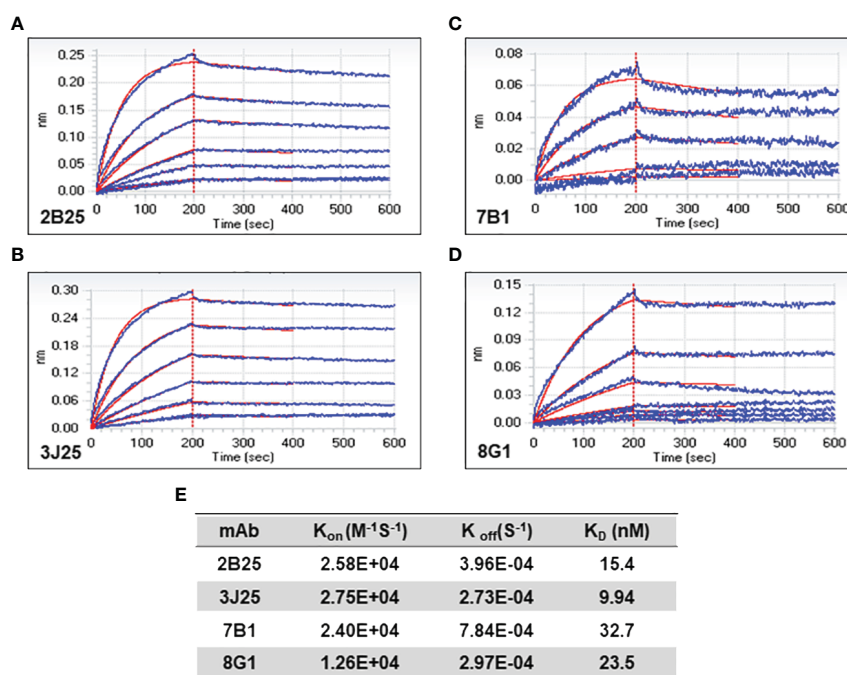 A
0.25
0.20
0.15
0.10
0.05
0.00
nm
0 100 200 300 400 500 600
Time (sec)
2B25
B
0.30
0.24
0.18
0.12
0.06
0.00
nm
0 100 200 300 400 500 600
Time (sec)
3J25
C
0.08
0.06
0.04
0.02
0.00
nm
0 100 200 300 400 500 600
Time (sec)
7B1
D
0.15
0.12
0.09
0.06
0.03
0.00
nm
0 100 200 300 400 500 600
Time (sec)
8G1
E
mAb Kon (M-1S-1) K off(S-1) KD (nM)
2B25 2.58E+04 3.96E-04 15.4
3J25 2.75E+04 2.73E-04 9.94
7B1 2.40E+04 7.84E-04 32.7
8G1 1.26E+04 2.97E-04 23.5